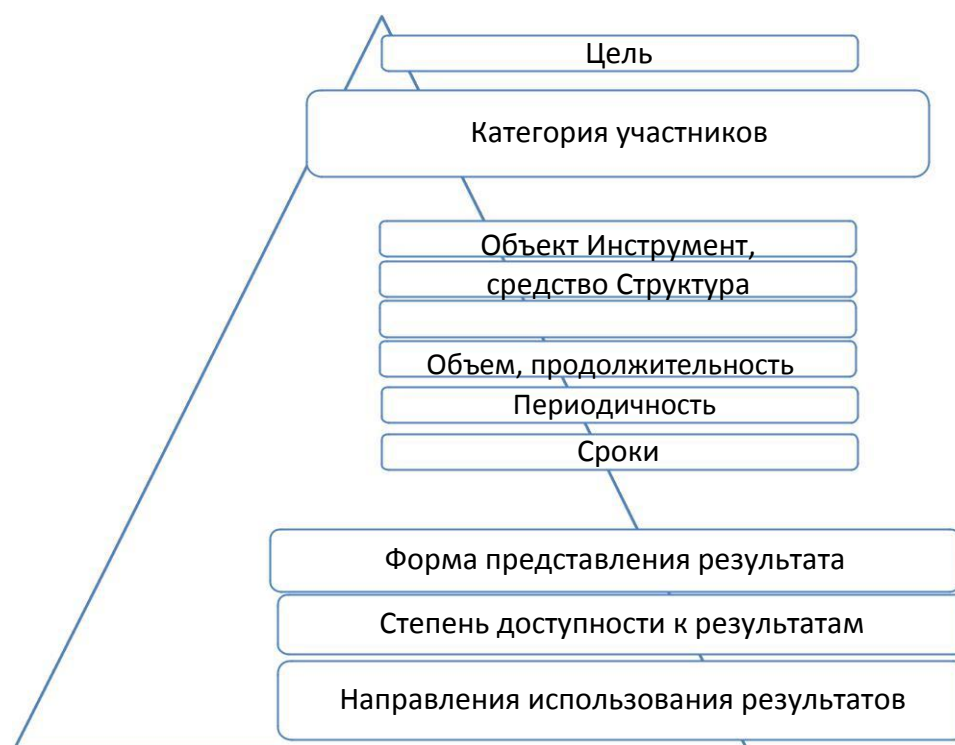 Цель
Категория участников
Объект Инструмент,
средство Структура
Объем, продолжительность
Периодичность
Сроки
Форма представления результата
Степень доступности к результатам
Направления использования результатов